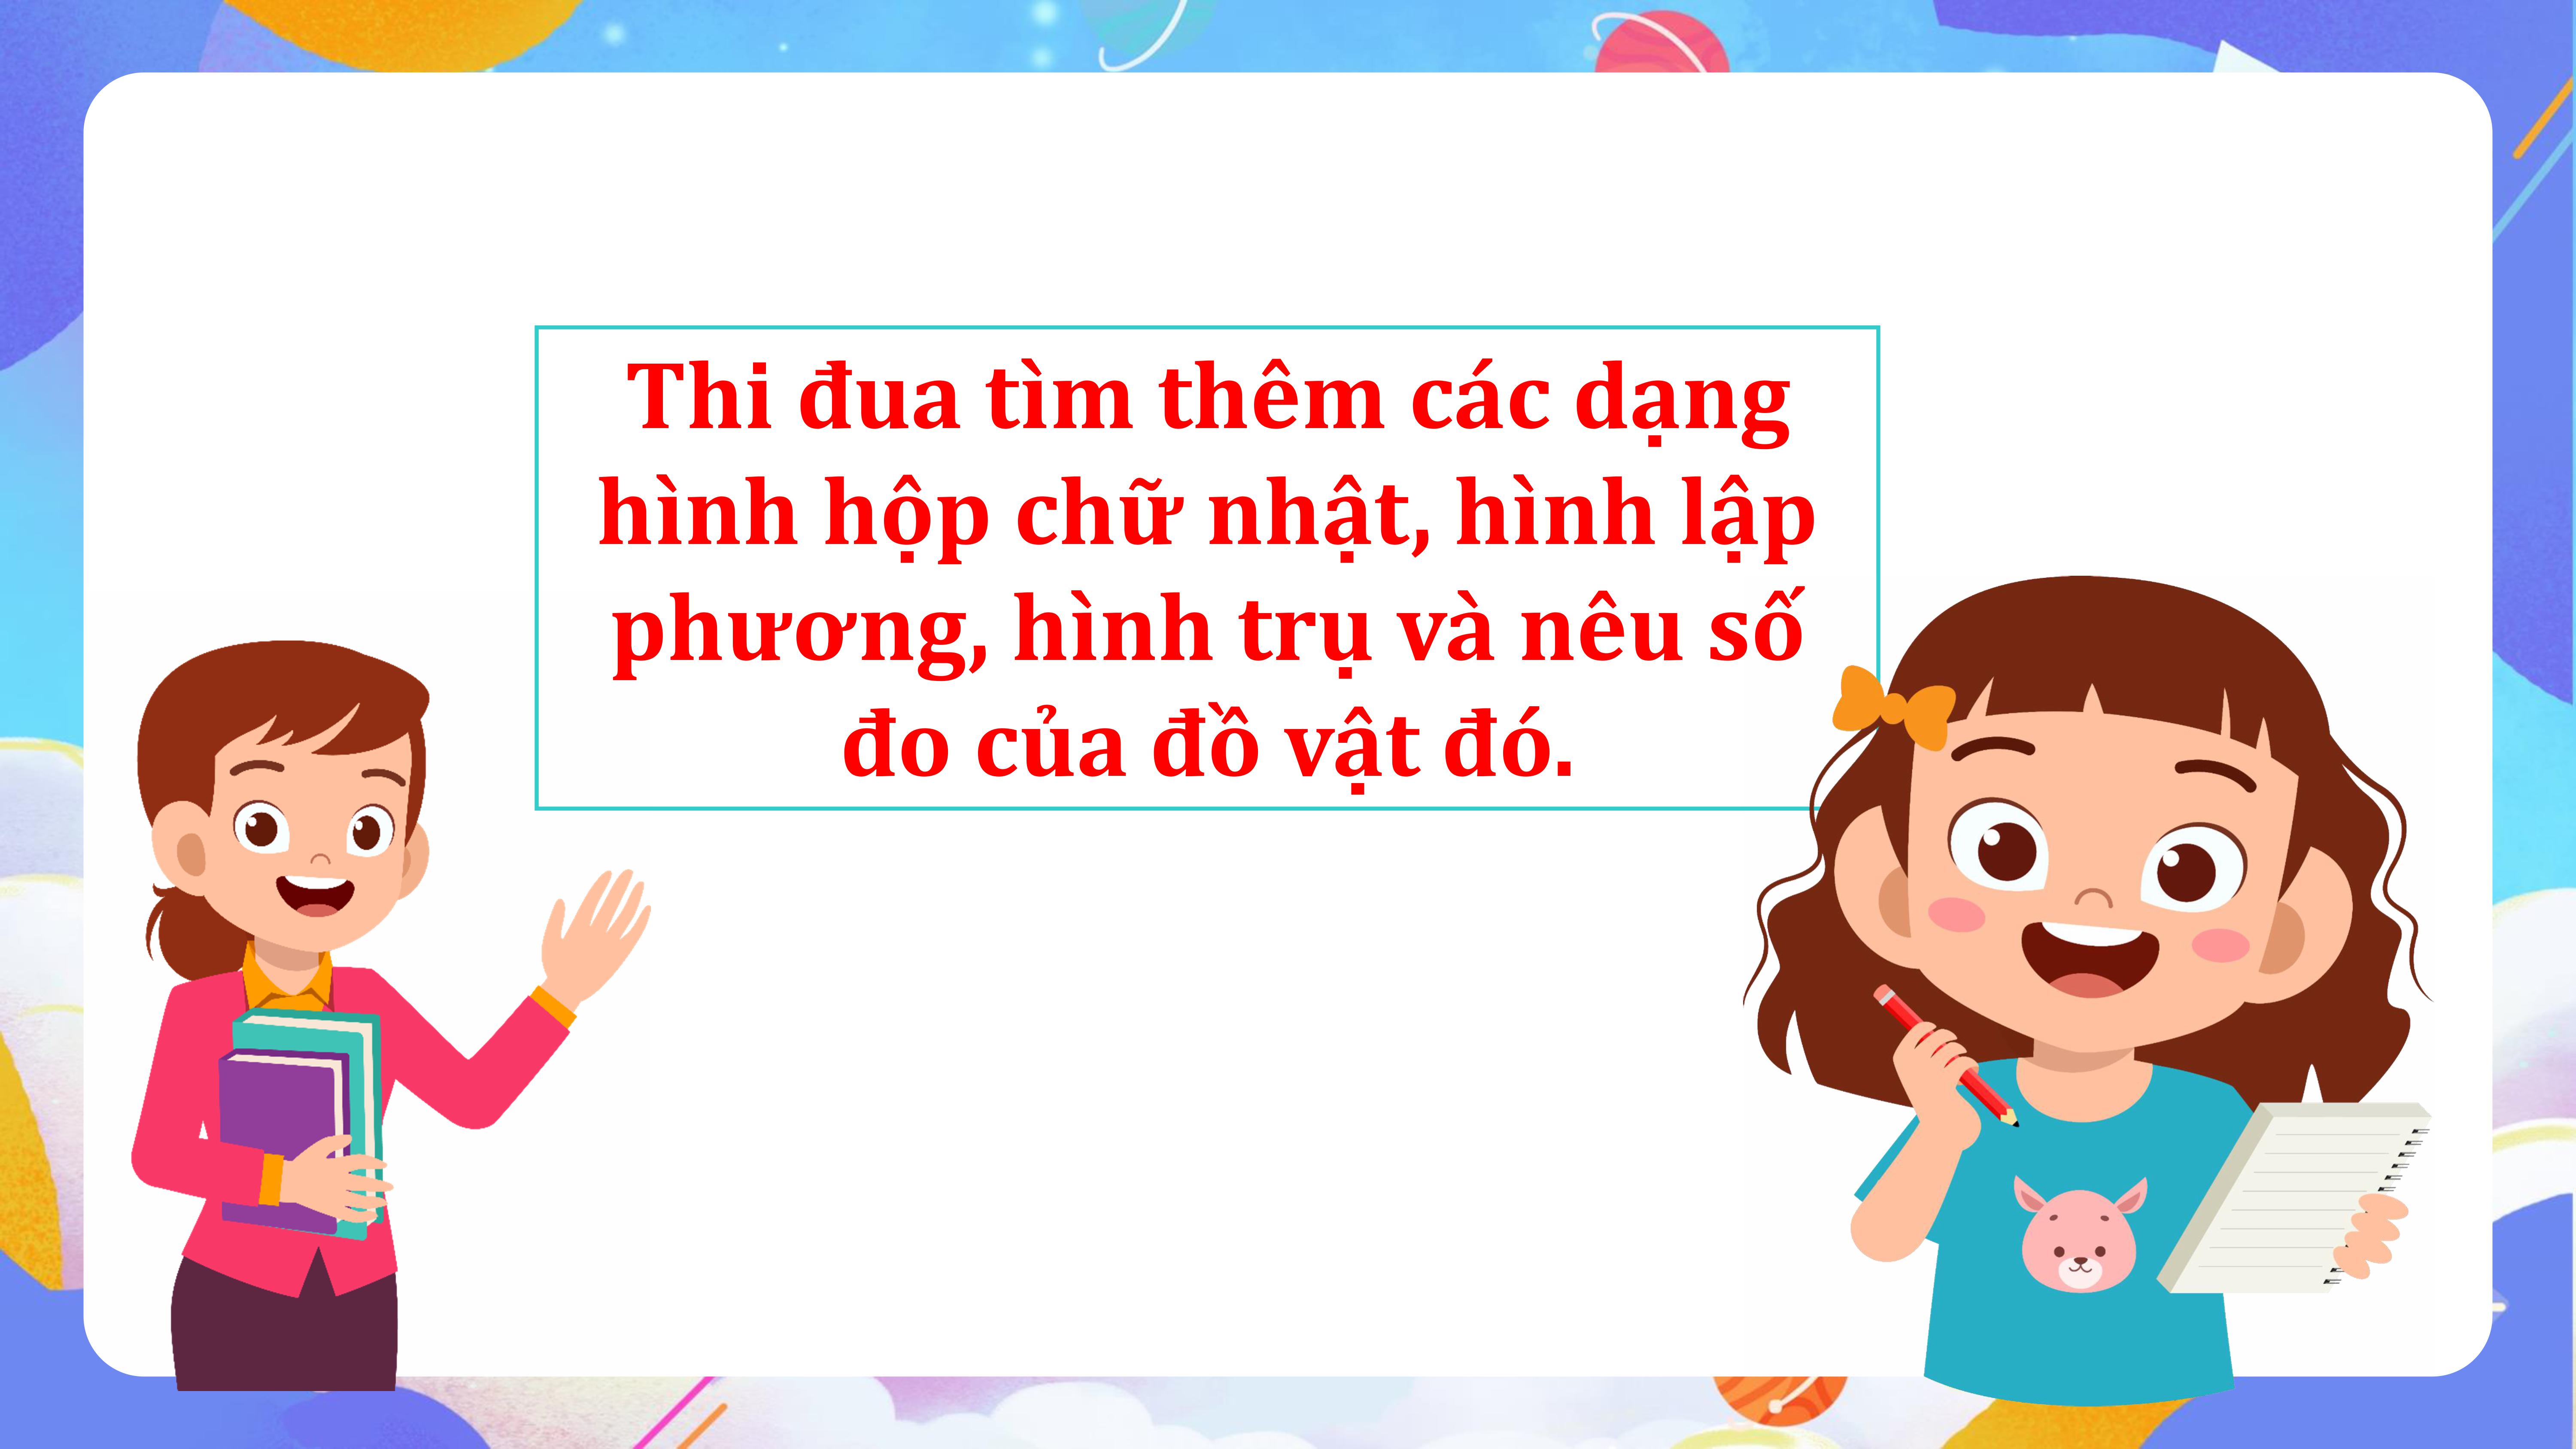 Thi đua tìm thêm các dạng
hình hộp chữ nhật, hình lập
phương, hình trụ và nêu số
đo của đồ vật đó.